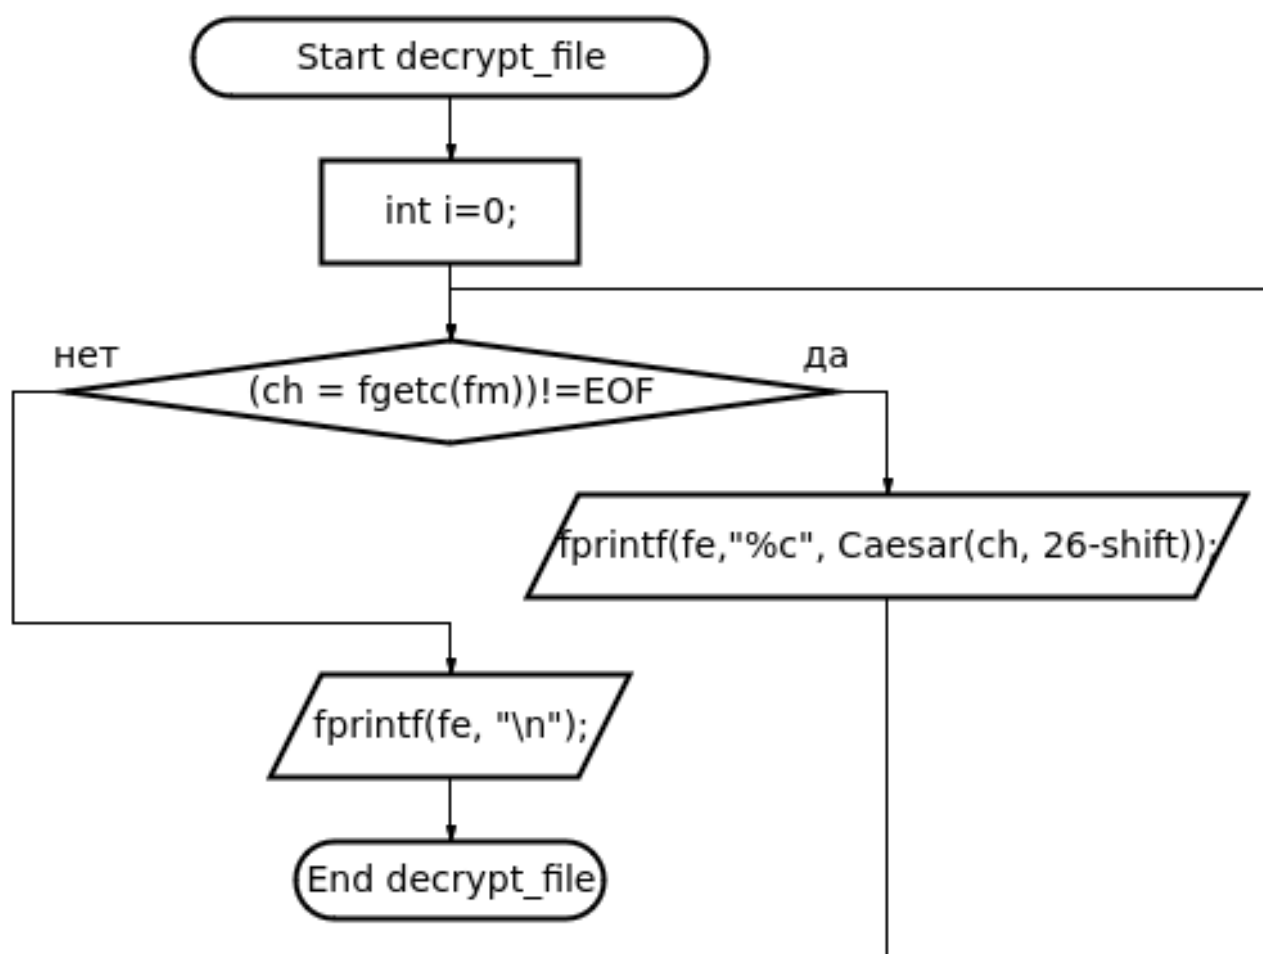 Start decrypt_file
int i=0;
нет
да
(ch = fgetc(fm))!=EOF
fprintf(fe,"%c", Caesar(ch, 26-shift));
fprintf(fe, "\n");
End decrypt_file